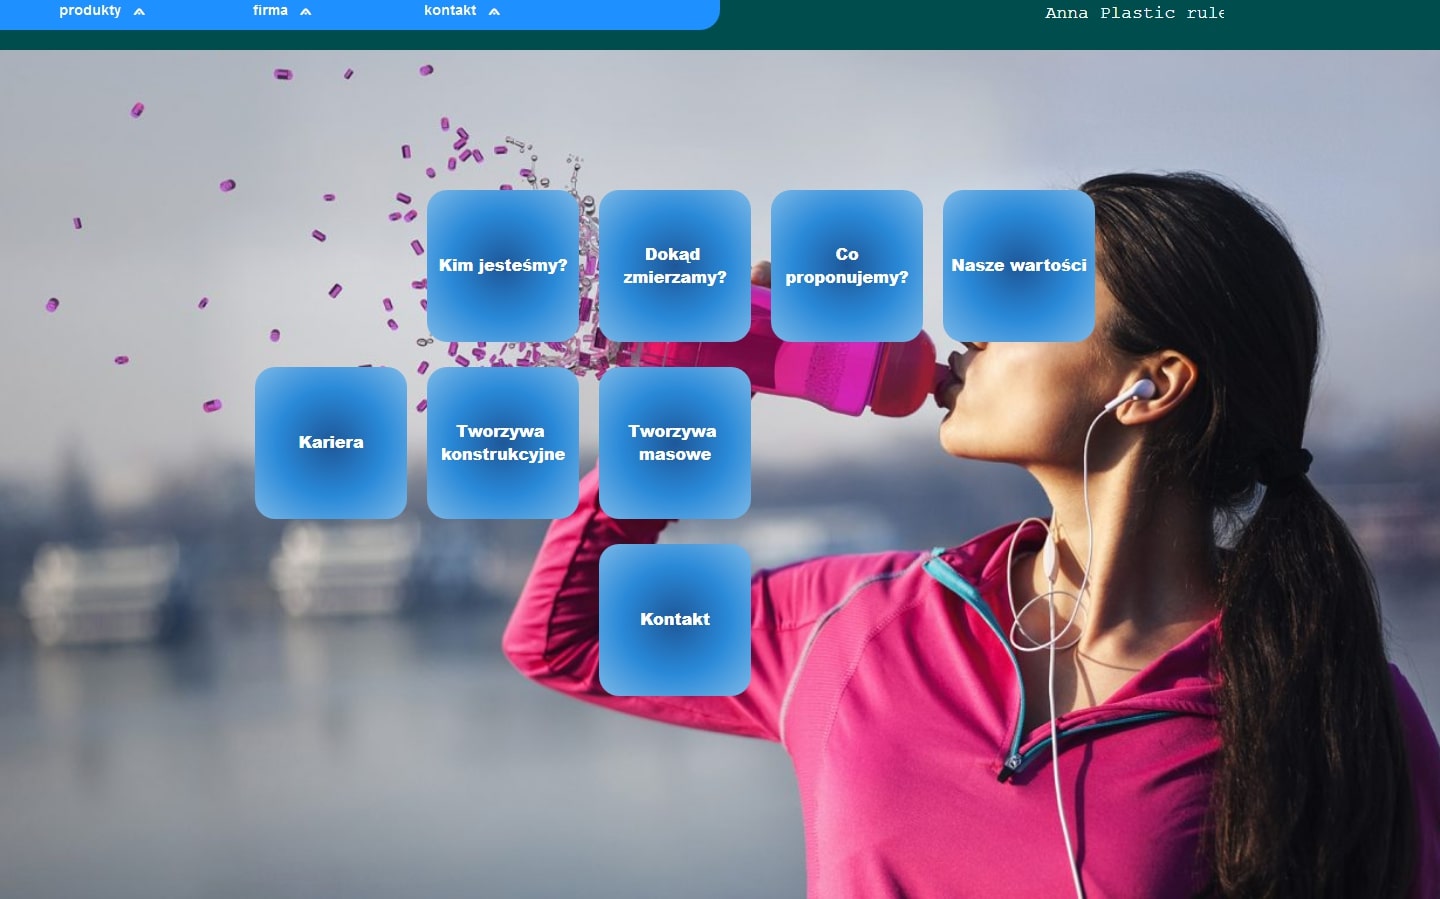 produkty
firma
kontakt
Anna Plastic rule
Kim jesteśmy?
Dokąd
zmierzamy?
Co
proponujemy?
Nasze wartości
Kariera
Tworzywa
konstrukcyjne
Tworzywa
masowe
Kontakt